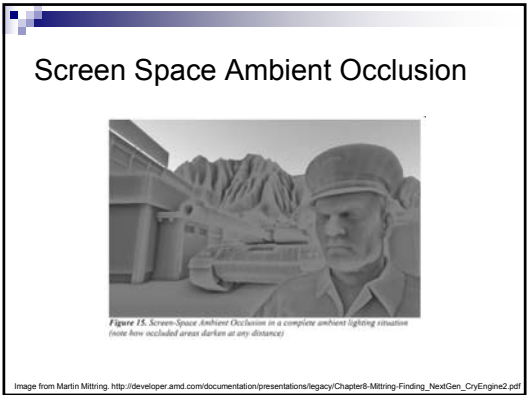 Screen Space Ambient Occlusion
Figure 15. Screen-Space Ambient Occlusion in a complete ambient lighting situation
(note how occluded areas darken at any distance)
Image from Martin Mittring. http://developer.amd.com/documentation/presentations/legacy/Chapter8-Mittring-Finding_NextGen_CryEngine2.pdf